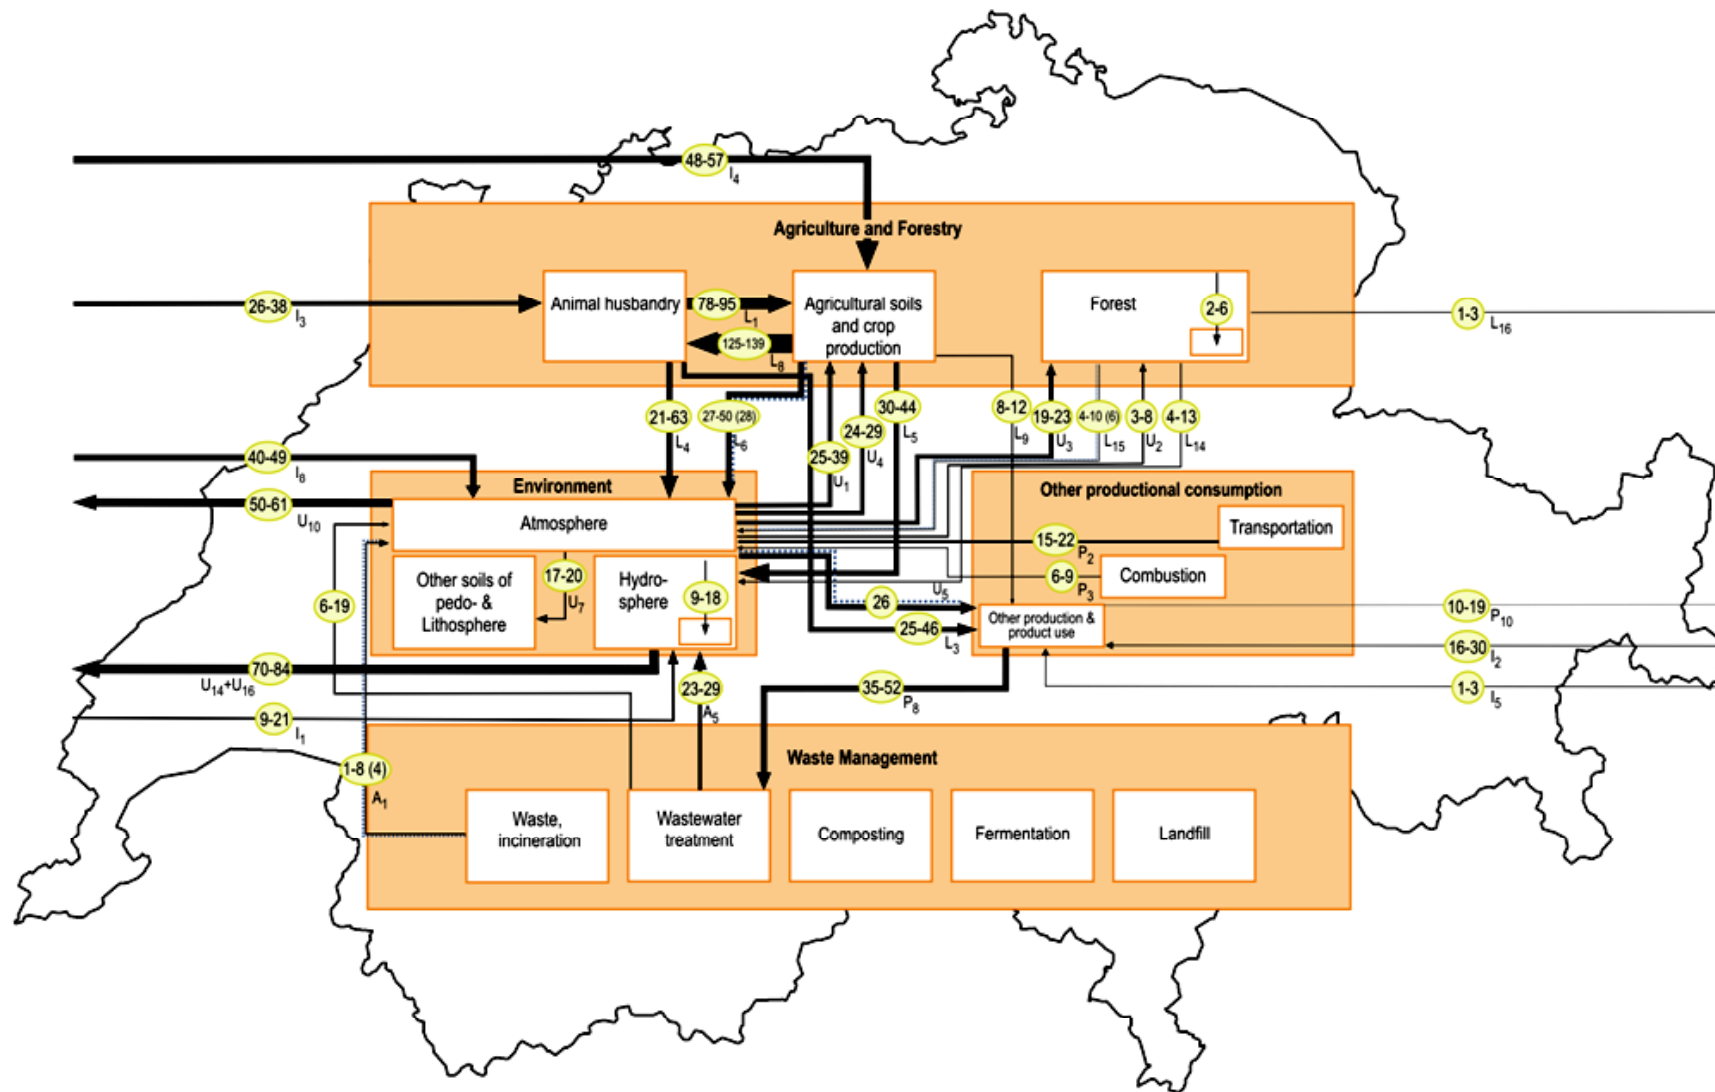 48-57
I4
Agriculture and Forestry
Animal husbandry
78-95
L1
125-139
L8
Agricultural soils
and crop
production
Forest
2-6
26-38
I3
1-3
L16
21-63
L4
27-50 (28)
L6
25-39
U1
24-29
U4
30-44
L5
8-12
L9
19-23
U3
4-10 (6)
L15
3-8
U2
4-13
L14
40-49
I6
50-61
U10
Environment
Atmosphere
Other soils of
pedo- &
Lithosphere
17-20
U7
Hydro-
sphere
9-18
Other productional consumption
Transportation
15-22
P2
Combustion
6-9
P3
U5
26
25-46
L3
Other production &
product use
10-19
P10
16-30
I2
1-3
I5
6-19
70-84
U14+U16
9-21
I1
23-29
A5
35-52
P8
1-8 (4)
A1
Waste Management
Waste,
incineration
Wastewater
treatment
Composting
Fermentation
Landfill